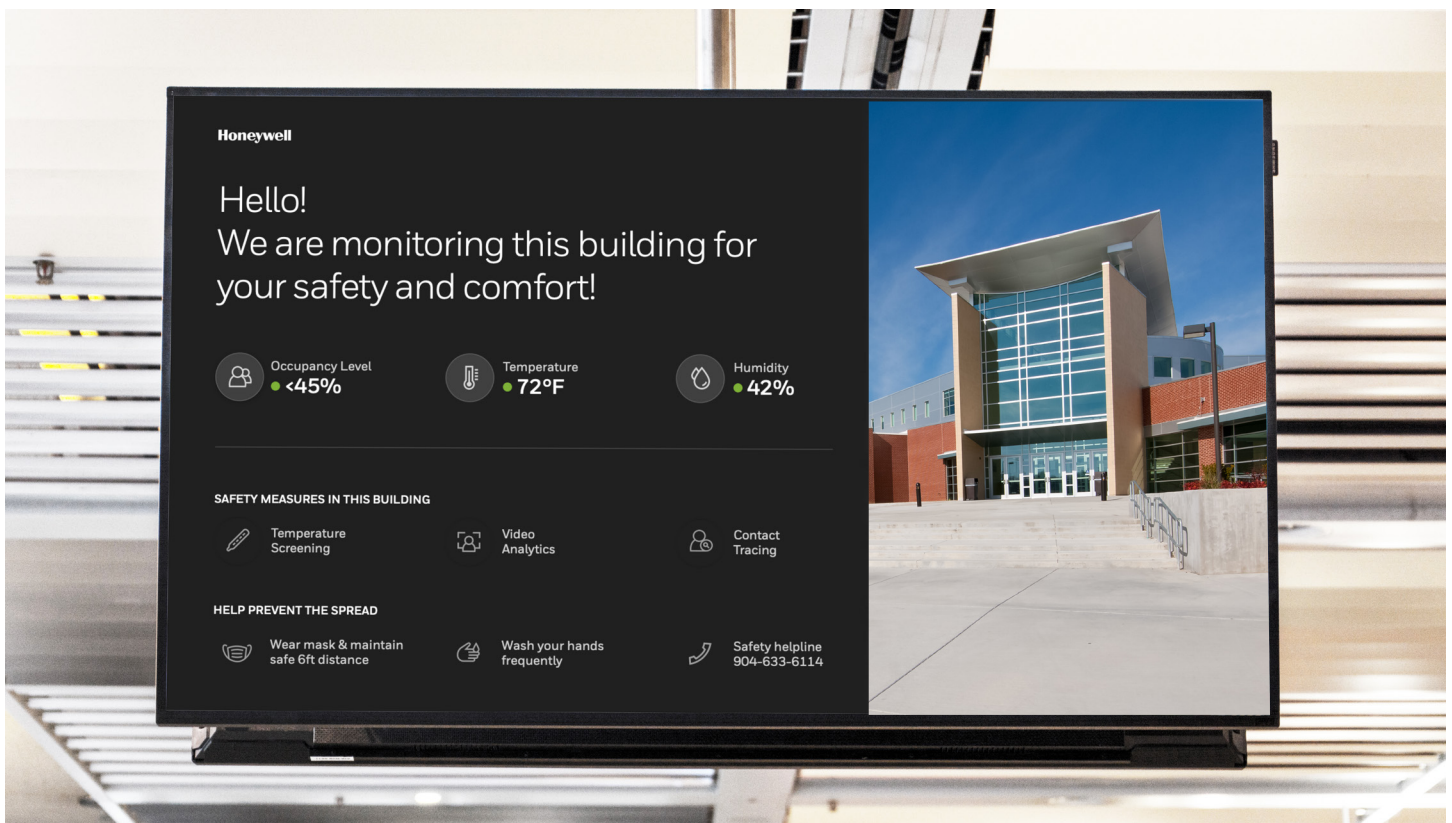 Honeywell
Hello!
We are monitoring this building for
your safety and comfort!
Occupancy Level
<45%
Temperature
72°F
Humidity
42%
SAFETY MEASURES IN THIS BUILDING
Temperature
Screening
Video
Analytics
Contact
Tracing
HELP PREVENT THE SPREAD
Wear mask & maintain
safe 6ft distance
Wash your hands
frequently
Safety helpline
904-633-6114